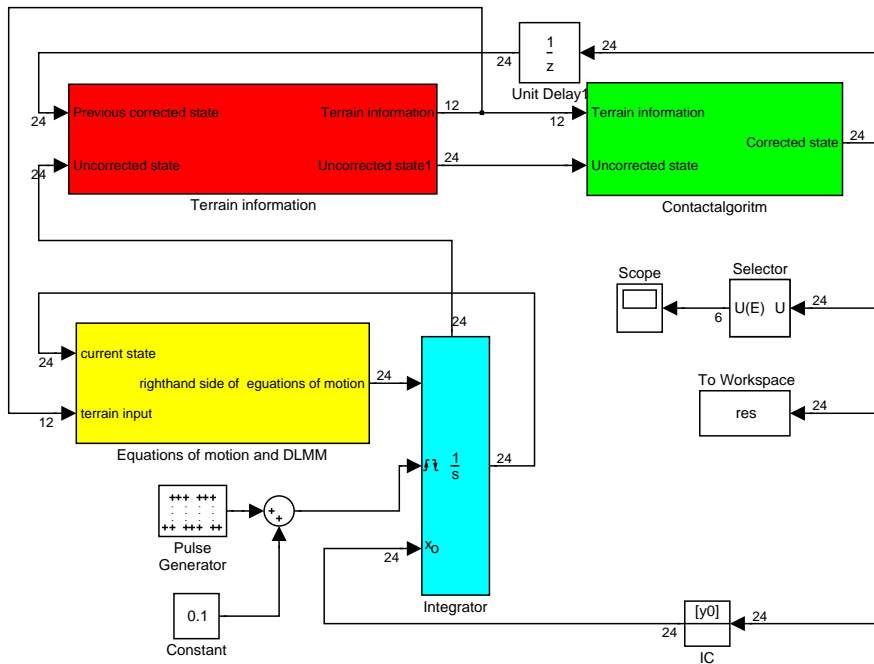 24
1
z
24
24
Unit Delay1
24
Previous corrected state
Terrain information
12
12
Terrain information
Corrected state
24
24
Uncorrected state
Uncorrected state1
24
Uncorrected state
Terrain information
Contactalgoritm
Scope
Selector
6
U(E) U
24
24
24
current state
righthand side of eguations of motion
24
12
terrain input
To Workspace
res
24
Equations of motion and DLMM
1
s
24
+++ +++
++ +++ ++
+
+
Pulse
Generator
24
xo
Integrator
0.1
Constant
[y0]
24
24
IC